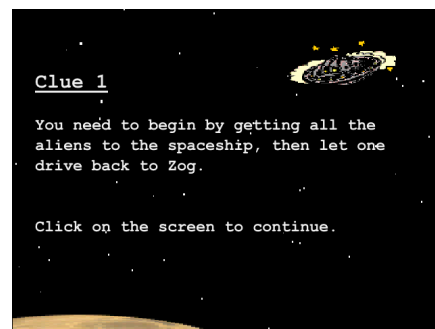 Clue 1
You need to begin by getting all the
aliens to the spaceship, then let one
drive back to Zog.
Click on the screen to continue.